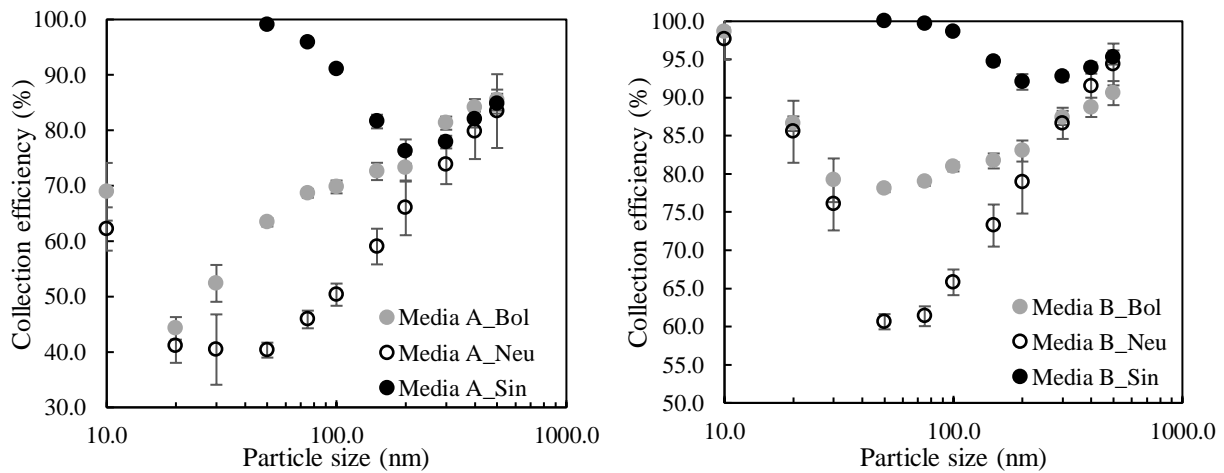 100.0
90.0
80.0
70.0
60.0
50.0
40.0
30.0
Collection efficiency (%)
Media A_Bol
Media A_Neu
Media A_Sin
10.0 100.0 1000.0
Particle size (nm)
100.0
95.0
90.0
85.0
80.0
75.0
70.0
65.0
60.0
55.0
50.0
Collection efficiency (%)
Media B_Bol
Media B_Neu
Media B_Sin
10.0 100.0 1000.0
Particle size (nm)